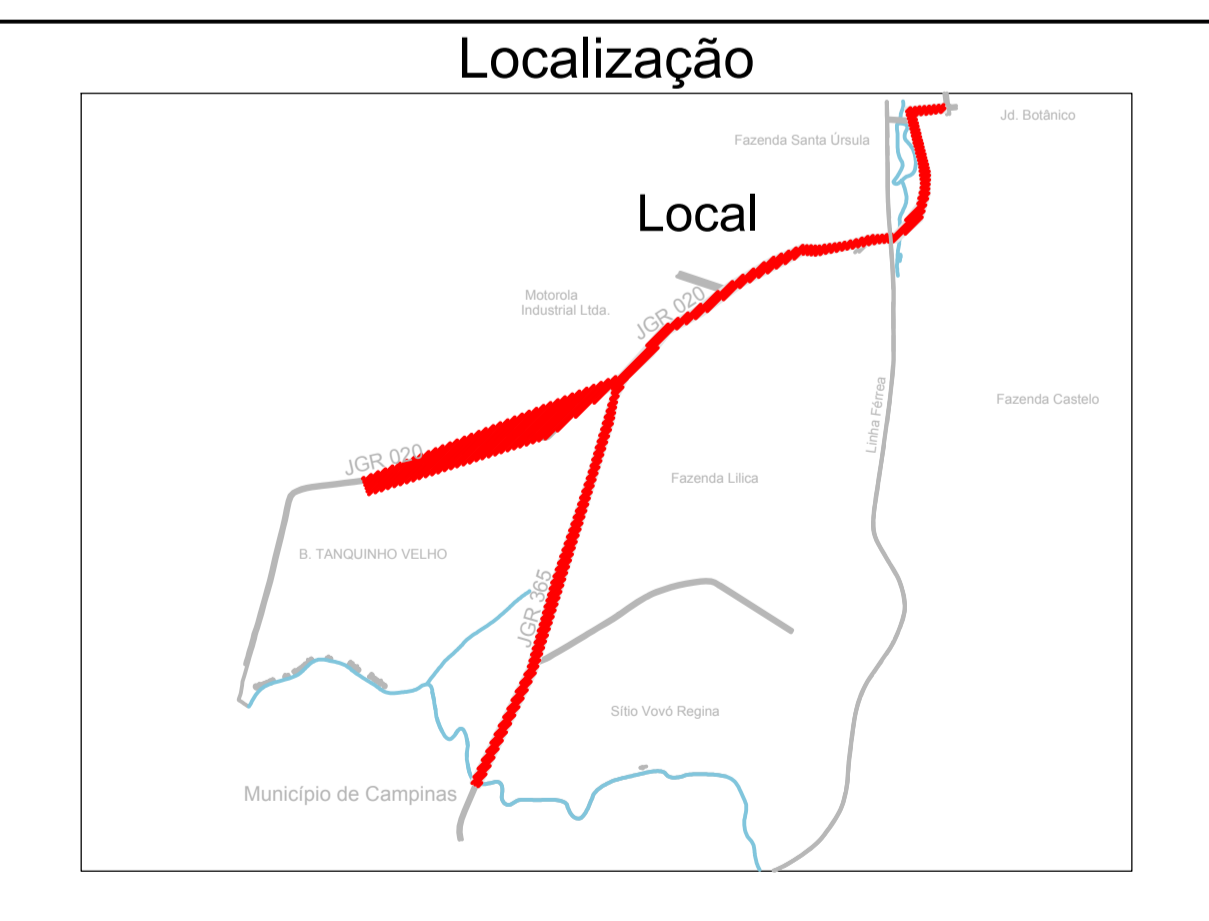 Localização
Jd. Botânico
Fazenda Santa Úrsula
Local
Motorola
Industrial Ltda.
JGR 020
Linha Férrea
Fazenda Castelo
JGR 020
Fazenda Lilica
B. TANQUINHO VELHO
JGR 365
Sítio Vovó Regina
Município de Campinas